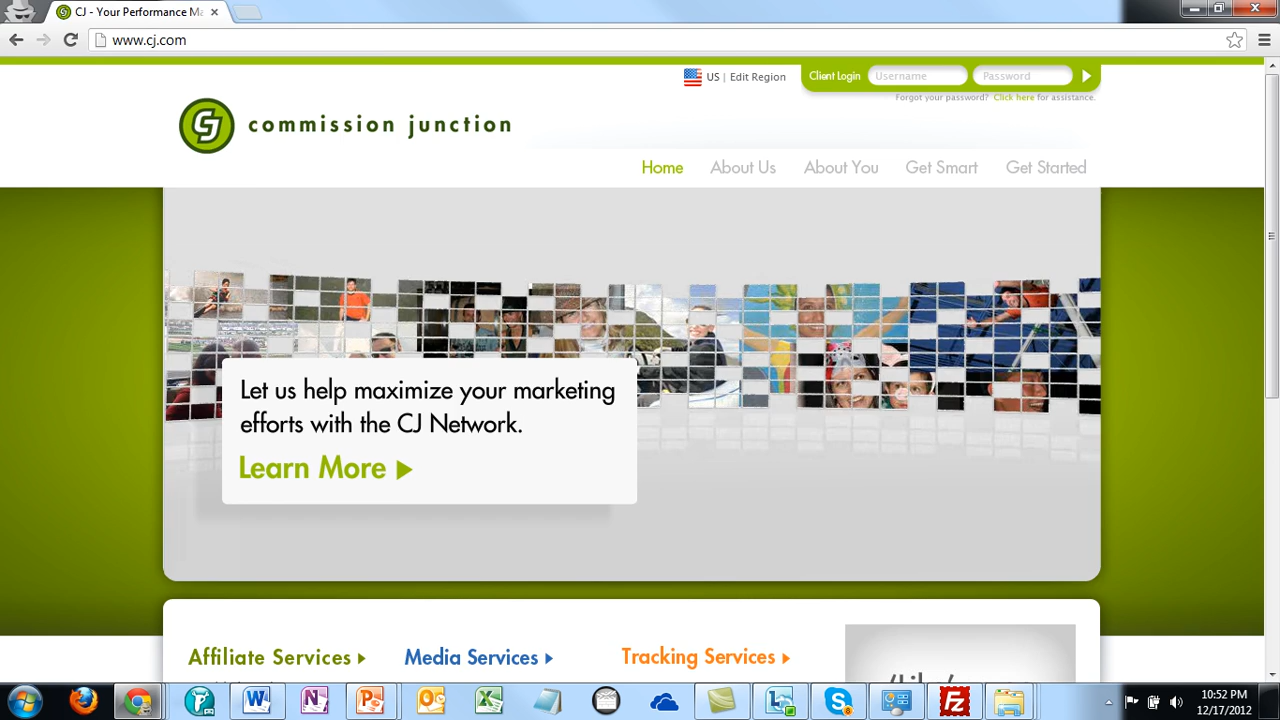 CJ - Your Performance Ma
www.cj.com
US | Edit Region
Client Login
Username
Password
Forgot your password? Click here for assistance.
commission junction
Home
About Us
About You
Get Smart
Get Started
Let us help maximize your marketing
efforts with the CJ Network.
Learn More
Affiliate Services
Media Services
Tracking Services
10:52 PM
12/17/2012